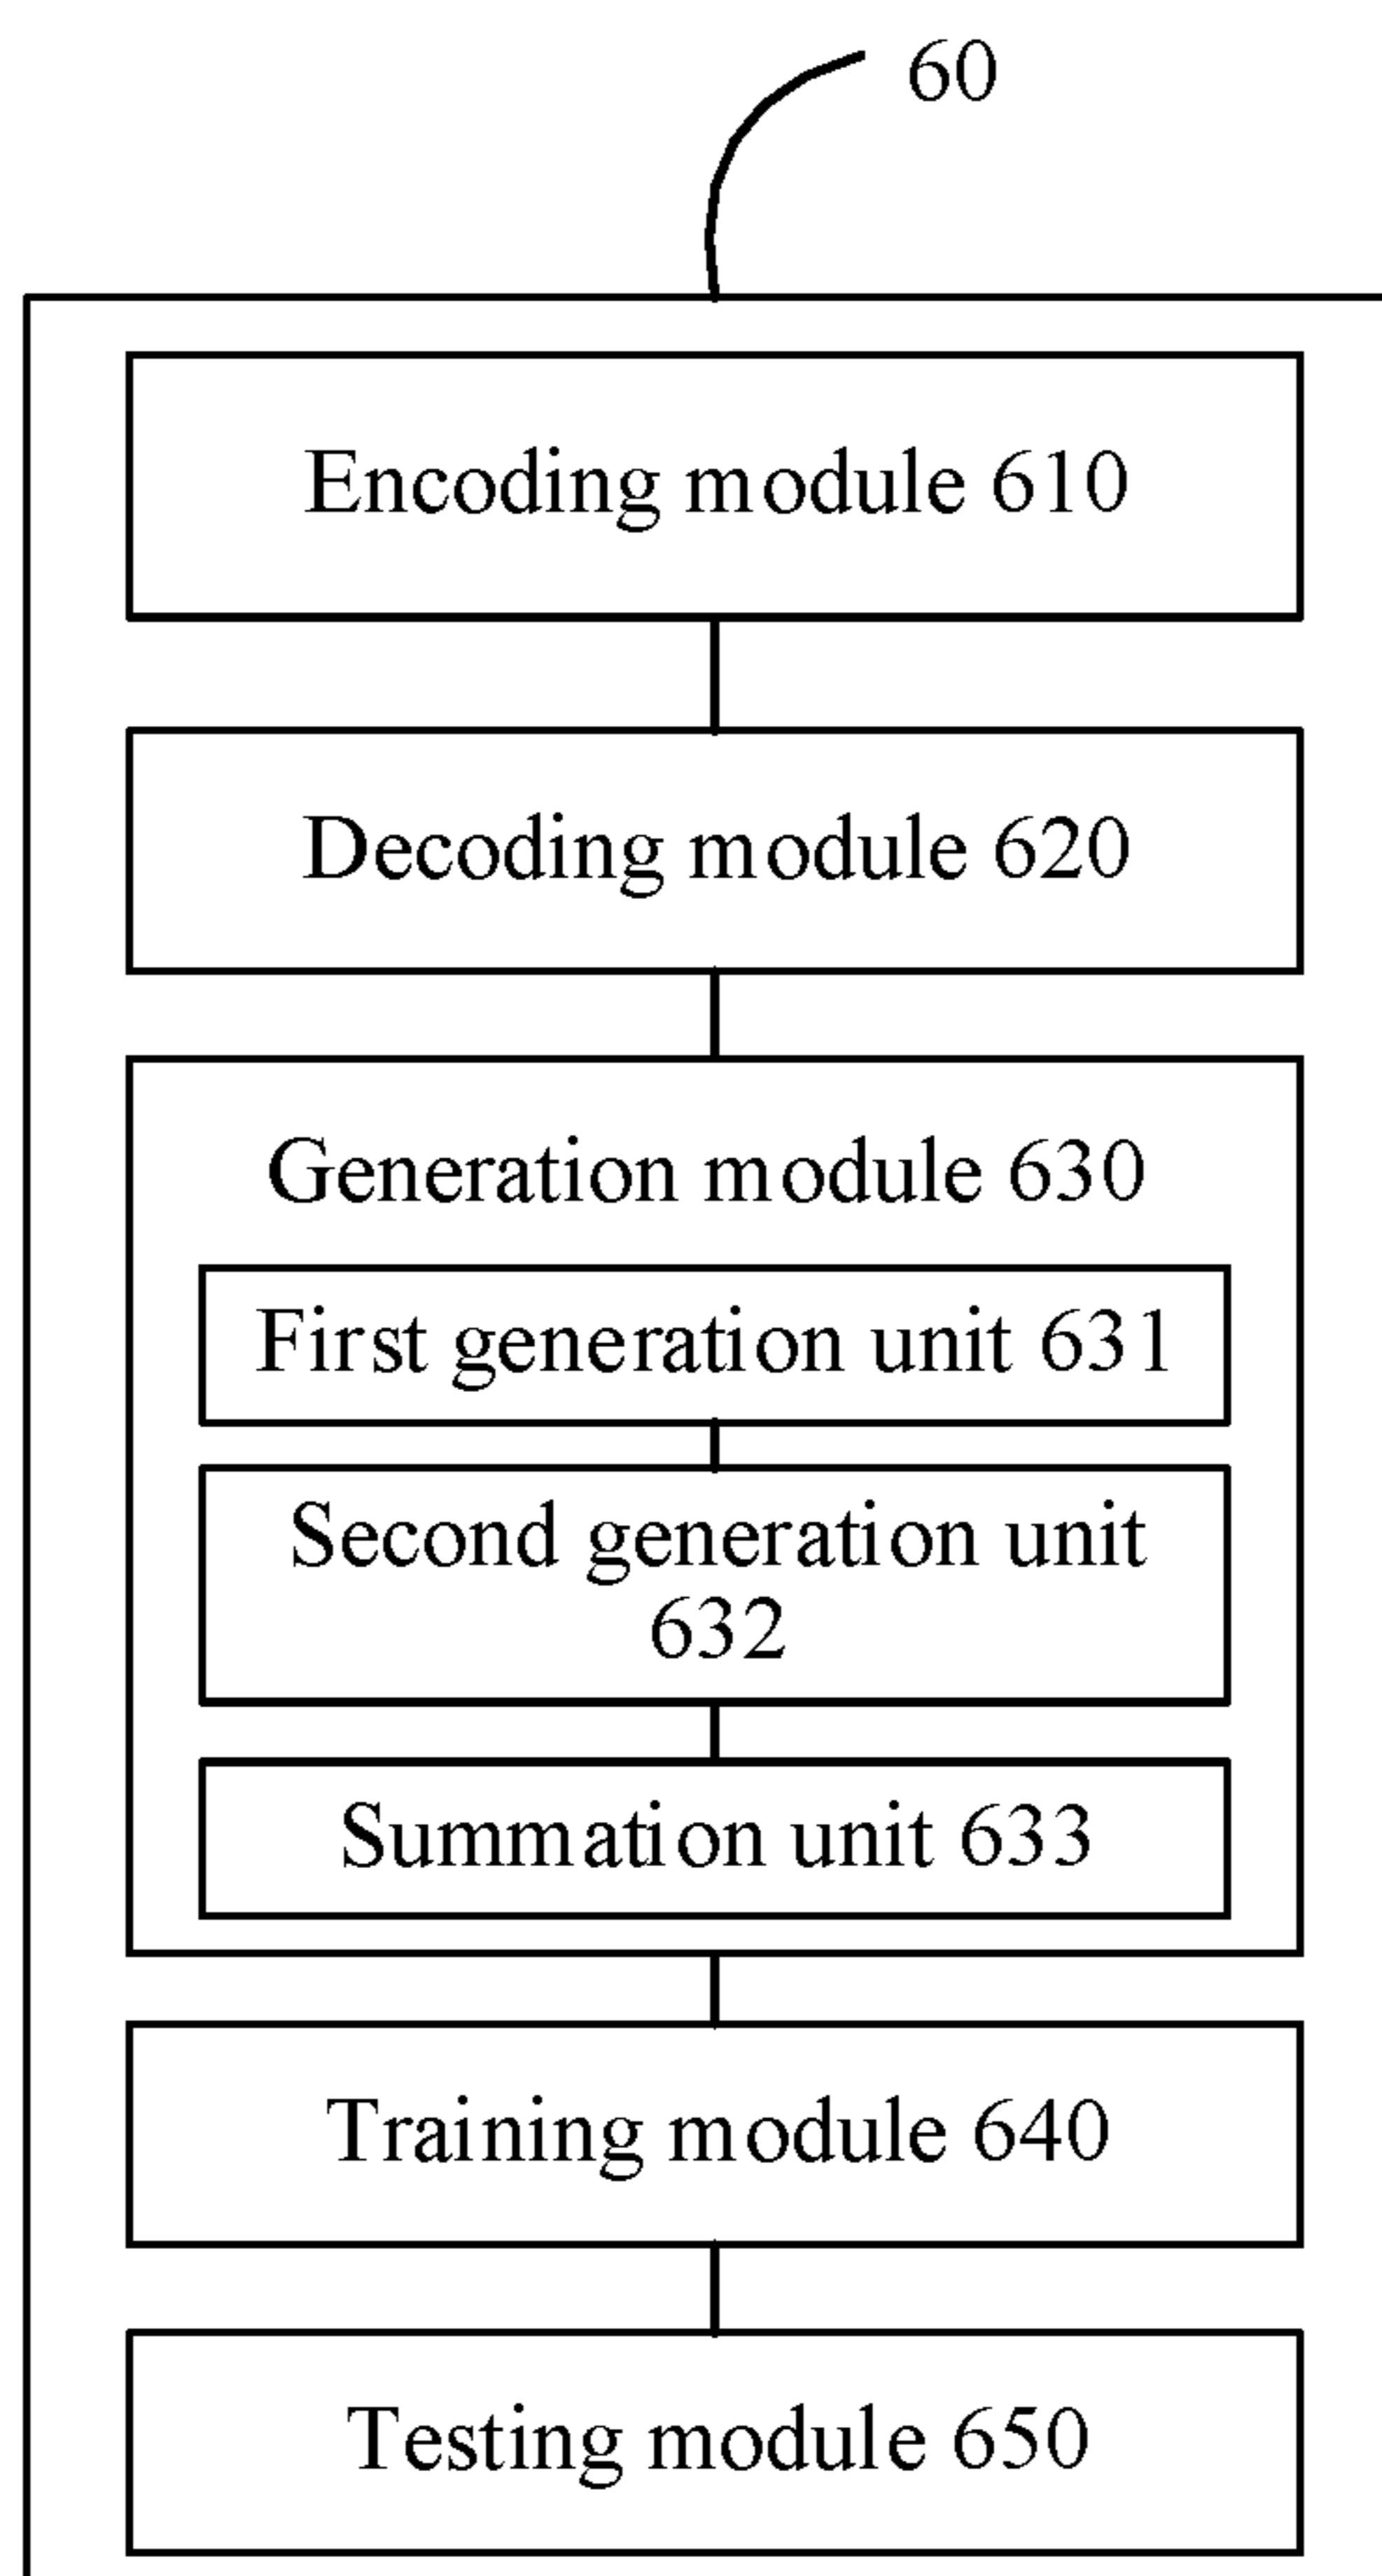 60
Encoding module 610
Decoding module 620
Generation module 630
First generation unit 631
Second generation unit
632
Summation unit 633
Training module 640
Testing module 650